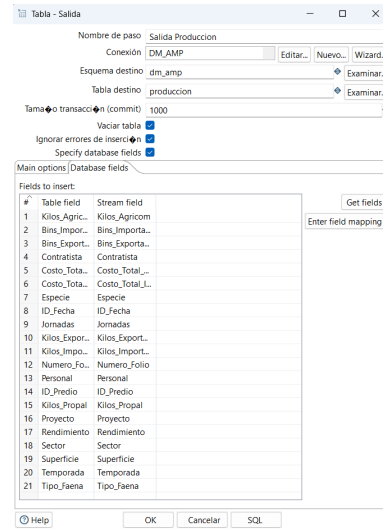 Tabla - Salida
Nombre de paso Salida Produccion
Conexión DM_AMP Editar... Nuevo... Wizard.
Esquema destino dm_amp Examinar.
Tabla destino produccion Examinar.
Tama�o transacci�n (commit) 1000
Vaciar tabla
Ignorar errores de inserci�n
Specify database fields
Main options Database fields
Fields to insert:
# Table field Stream field Get fields
1 Kilos_Agric... Kilos_Agricom Enter field mapping
2 Bins_Impor... Bins_Importa...
3 Bins_Export... Bins_Exporta...
4 Contratista Contratista
5 Costo_Tota... Costo_Total_...
6 Costo_Tota... Costo_Total_I...
7 Especie Especie
8 ID_Fecha ID_Fecha
9 Jornadas Jornadas
10 Kilos_Expor... Kilos_Export...
11 Kilos_Impo... Kilos_Import...
12 Numero_Fo... Numero_Folio
13 Personal Personal
14 ID_Predio ID_Predio
15 Kilos_Propal Kilos_Propal
16 Proyecto Proyecto
17 Rendimiento Rendimiento
18 Sector Sector
19 Superficie Superficie
20 Temporada Temporada
21 Tipo_Faena Tipo_Faena
Help OK Cancelar SQL